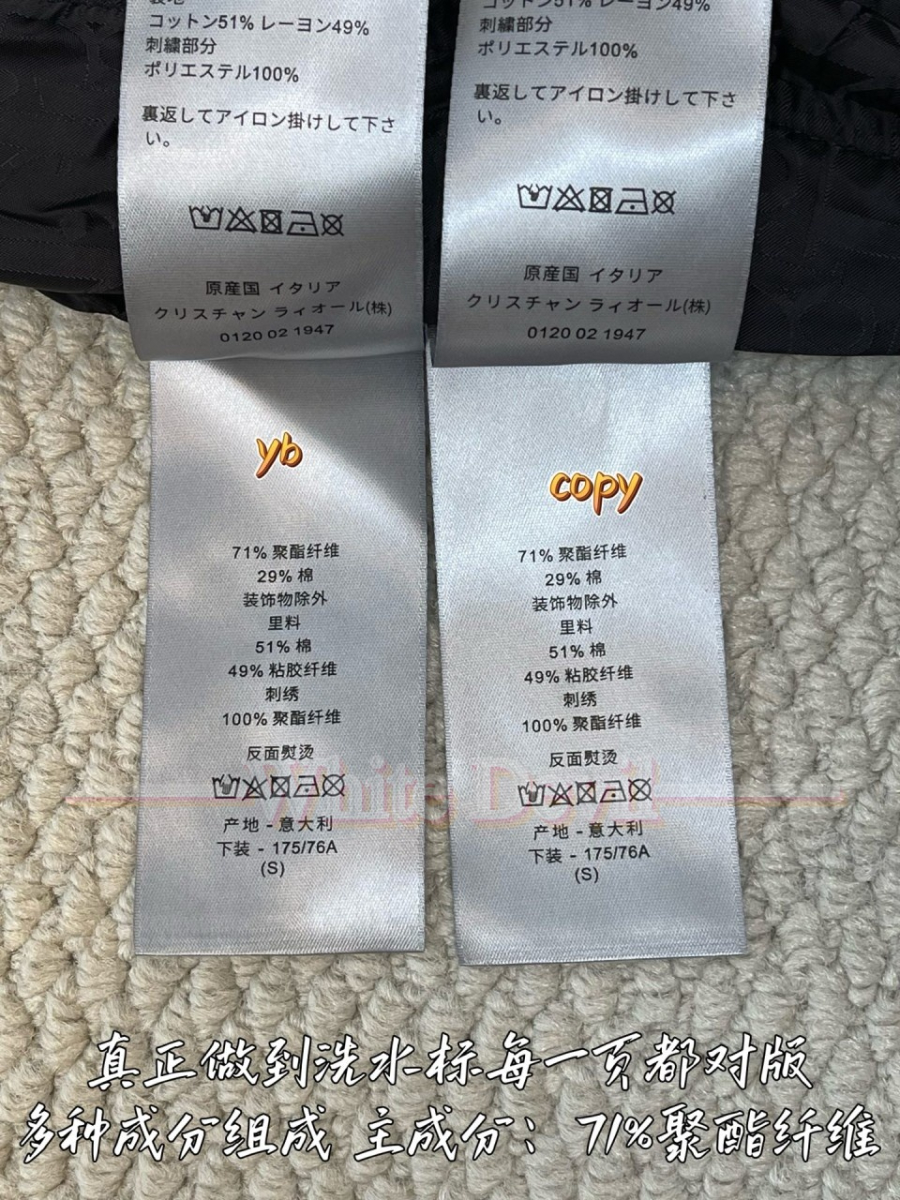 コットン51% レーヨン49%
刺繍部分
ポリエステル100%
裏返してアイロン掛けして下さ
い。
原産国 イタリア
クリスチャン ディオール(株)
0120 02 1947
コットン51% レーヨン49%
刺繍部分
ポリエステル100%
裏返してアイロン掛けして下さ
い。
原産国 イタリア
クリスチャン ディオール(株)
0120 02 1947
yb
71% 聚酯纤维
29% 棉
装饰物除外
里料
51% 棉
49% 粘胶纤维
刺绣
100% 聚酯纤维
反面熨烫
产地 - 意大利
下装 - 175/76A
(S)
copy
71% 聚酯纤维
29% 棉
装饰物除外
里料
51% 棉
49% 粘胶纤维
刺绣
100% 聚酯纤维
反面熨烫
产地 - 意大利
下装 - 175/76A
(S)
White
真正做到洗水标每一页都对版
多种成分组成 主成分：71%聚酯纤维